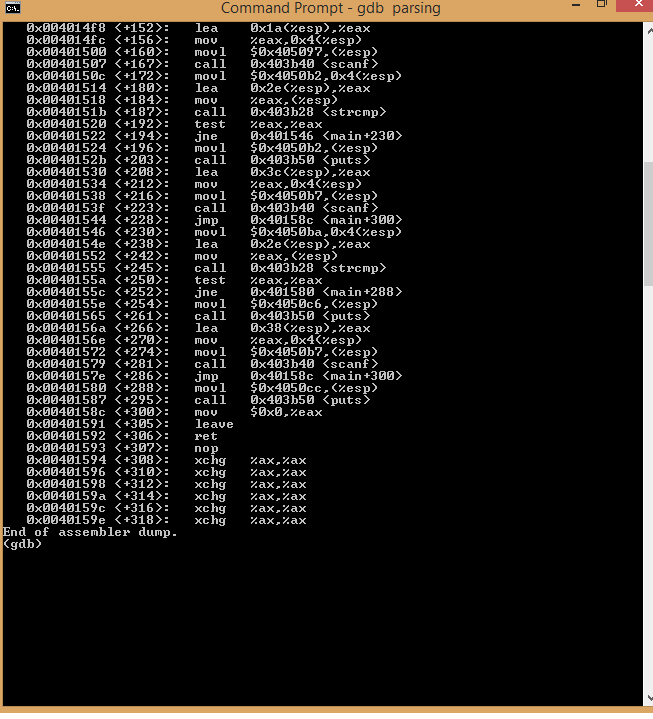 Command Prompt - gdb parsing
0x004014f8 <+152>: lea 0x1a(%esp),%eax
0x004014fc <+156>: mov %eax,0x4(%esp)
0x00401500 <+160>: movl $0x405097,(%esp)
0x00401507 <+167>: call 0x403b40 <scanf>
0x0040150c <+172>: movl $0x4050b2,0x4(%esp)
0x00401514 <+180>: lea 0x2e(%esp),%eax
0x00401518 <+184>: mov %eax,(%esp)
0x0040151b <+187>: call 0x403b28 <strcmp>
0x00401520 <+192>: test %eax,%eax
0x00401522 <+194>: jne 0x401546 <main+230>
0x00401524 <+196>: movl $0x4050b2,(%esp)
0x0040152b <+203>: call 0x403b50 <puts>
0x00401530 <+208>: lea 0x3c(%esp),%eax
0x00401534 <+212>: mov %eax,0x4(%esp)
0x00401538 <+216>: movl $0x4050b7,(%esp)
0x0040153f <+223>: call 0x403b40 <scanf>
0x00401544 <+228>: jmp 0x40158c <main+300>
0x00401546 <+230>: movl $0x4050ba,0x4(%esp)
0x0040154e <+238>: lea 0x2e(%esp),%eax
0x00401552 <+242>: mov %eax,(%esp)
0x00401555 <+245>: call 0x403b28 <strcmp>
0x0040155a <+250>: test %eax,%eax
0x0040155c <+252>: jne 0x401580 <main+288>
0x0040155e <+254>: movl $0x4050c6,(%esp)
0x00401565 <+261>: call 0x403b50 <puts>
0x0040156a <+266>: lea 0x38(%esp),%eax
0x0040156e <+270>: mov %eax,0x4(%esp)
0x00401572 <+274>: movl $0x4050b7,(%esp)
0x00401579 <+281>: call 0x403b40 <scanf>
0x0040157e <+286>: jmp 0x40158c <main+300>
0x00401580 <+288>: movl $0x4050cc,(%esp)
0x00401587 <+295>: call 0x403b50 <puts>
0x0040158c <+300>: mov $0x0,%eax
0x00401591 <+305>: leave
0x00401592 <+306>: ret
0x00401593 <+307>: nop
0x00401594 <+308>: xchg %ax,%ax
0x00401596 <+310>: xchg %ax,%ax
0x00401598 <+312>: xchg %ax,%ax
0x0040159a <+314>: xchg %ax,%ax
0x0040159c <+316>: xchg %ax,%ax
0x0040159e <+318>: xchg %ax,%ax
End of assembler dump.
(gdb)